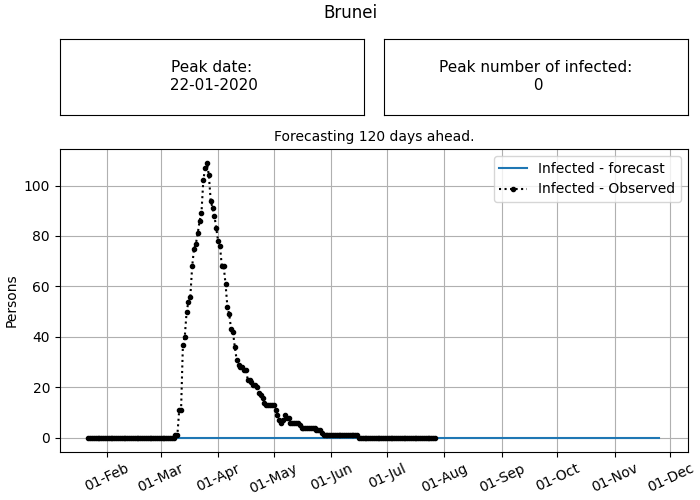 Brunei
Peak date:
22-01-2020
Peak number of infected:
0
Forecasting 120 days ahead.
Infected - forecast
Infected - Observed
Persons
100
80
60
40
20
0
01-Feb
01-Mar
01-Apr
01-May
01-Jun
01-Jul
01-Aug
01-Sep
01-Oct
01-Nov
01-Dec